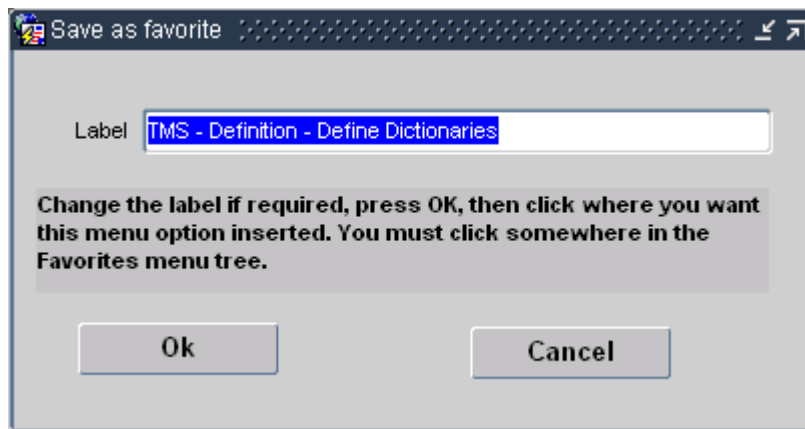 Save as favorite
Label TMS - Definition - Define Dictionaries
Change the label if required, press OK, then click where you want
this menu option inserted. You must click somewhere in the
Favorites menu tree.
Ok Cancel